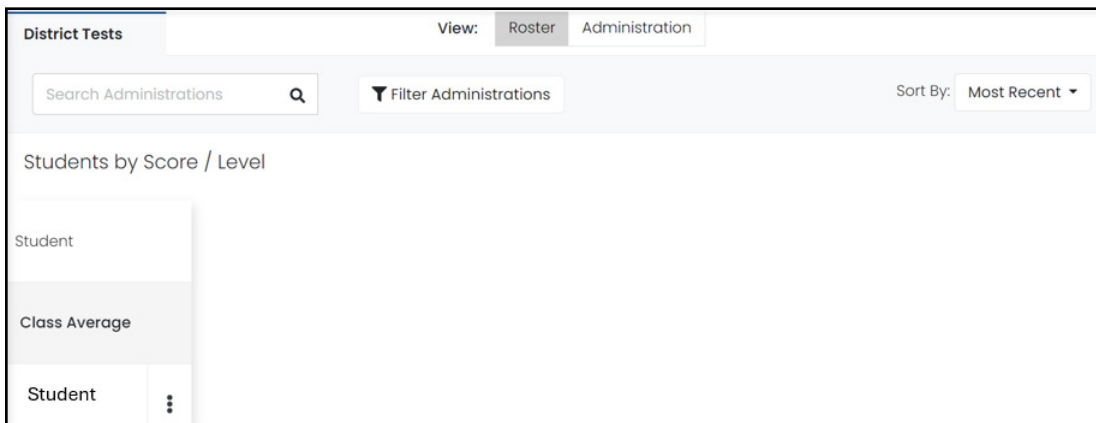 District Tests
View: Roster Administration
Search Administrations
Filter Administrations
Sort By: Most Recent
Students by Score / Level
Student
Class Average
Student